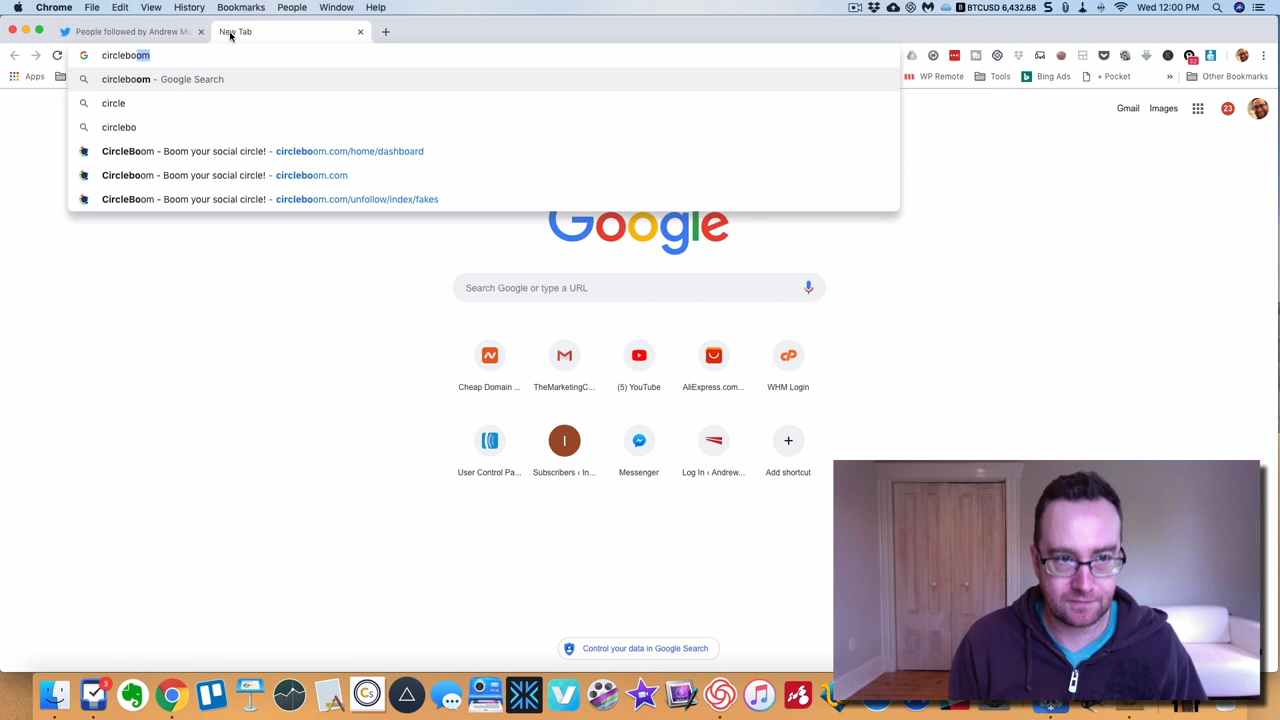 Chrome File Edit View History Bookmarks People Window Help
BTCUSD 6,432.68 Wed 12:00 PM
People followed by Andrew Mu
New Tab
circleboom
Apps
WP Remote Tools Bing Ads + Post » Other Bookmarks
circleboom – Google Search
circle
circlebo
CircleBoom - Boom your social circle! - circleboom.com/home/dashboard
Circleboom - Boom your social circle! - circleboom.com
CircleBoom - Boom your social circle! - circleboom.com/unfollow/index/fakes
Gmail Images 23
Google
Search Google or type a URL
Cheap Domain ... TheMarketingC... (5) YouTube AliExpress.com... WHM Login
I
User Control Pa... Subscribers ‹ In... Messenger Log In ‹ Andrew... Add shortcut
Control your data in Google Search
3